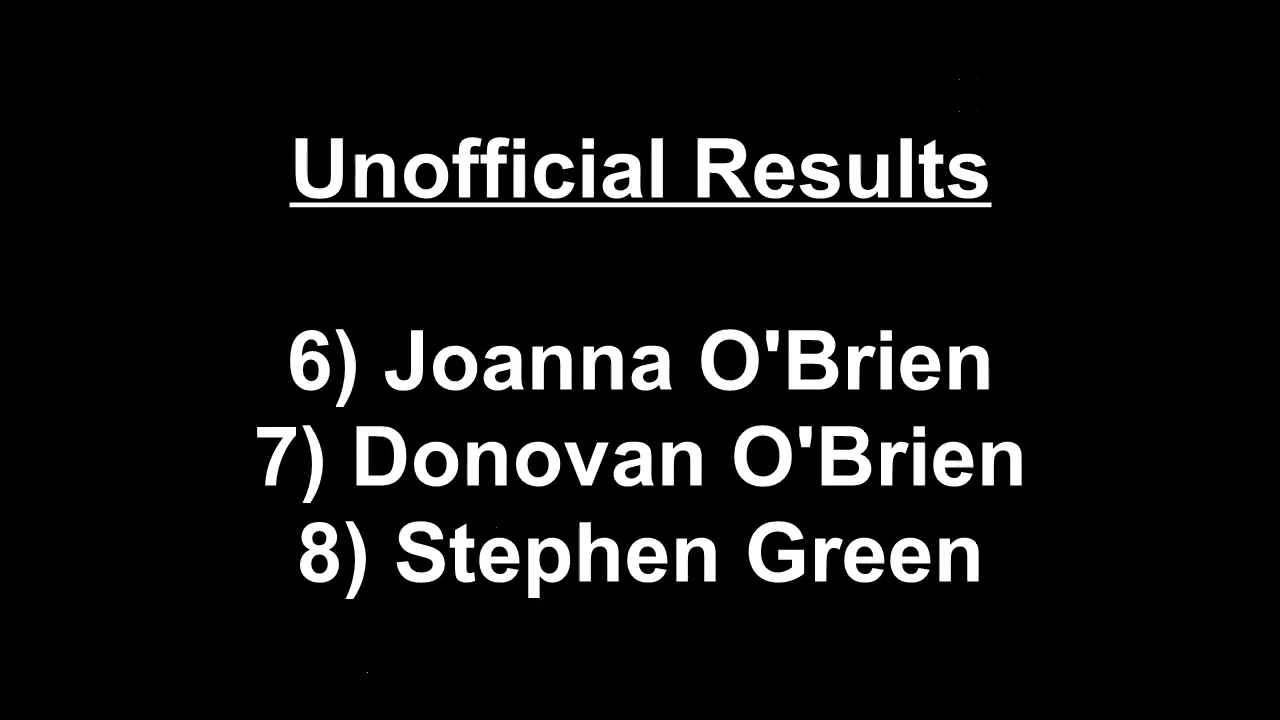 Unofficial Results
6) Joanna O'Brien
7) Donovan O'Brien
8) Stephen Green